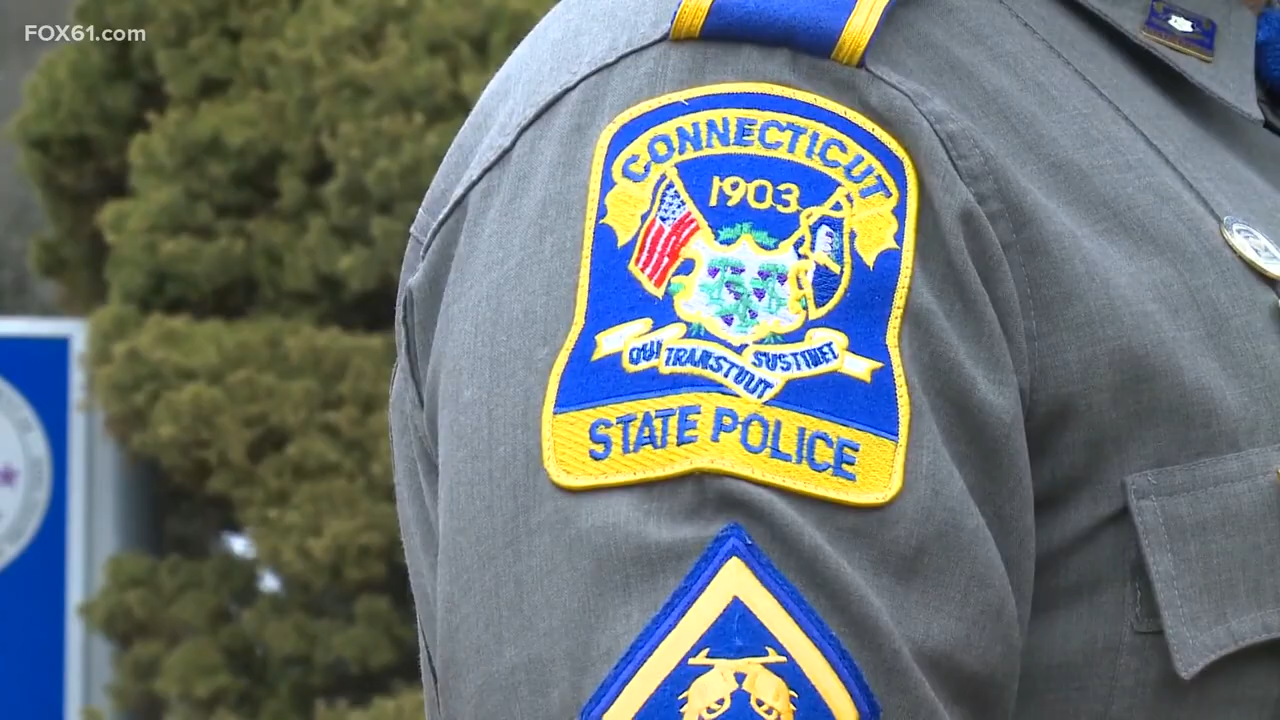 FOX61.com
CONNECTICUT
1903
QUI TRANSTULIT SUSTINET
STATE POLICE